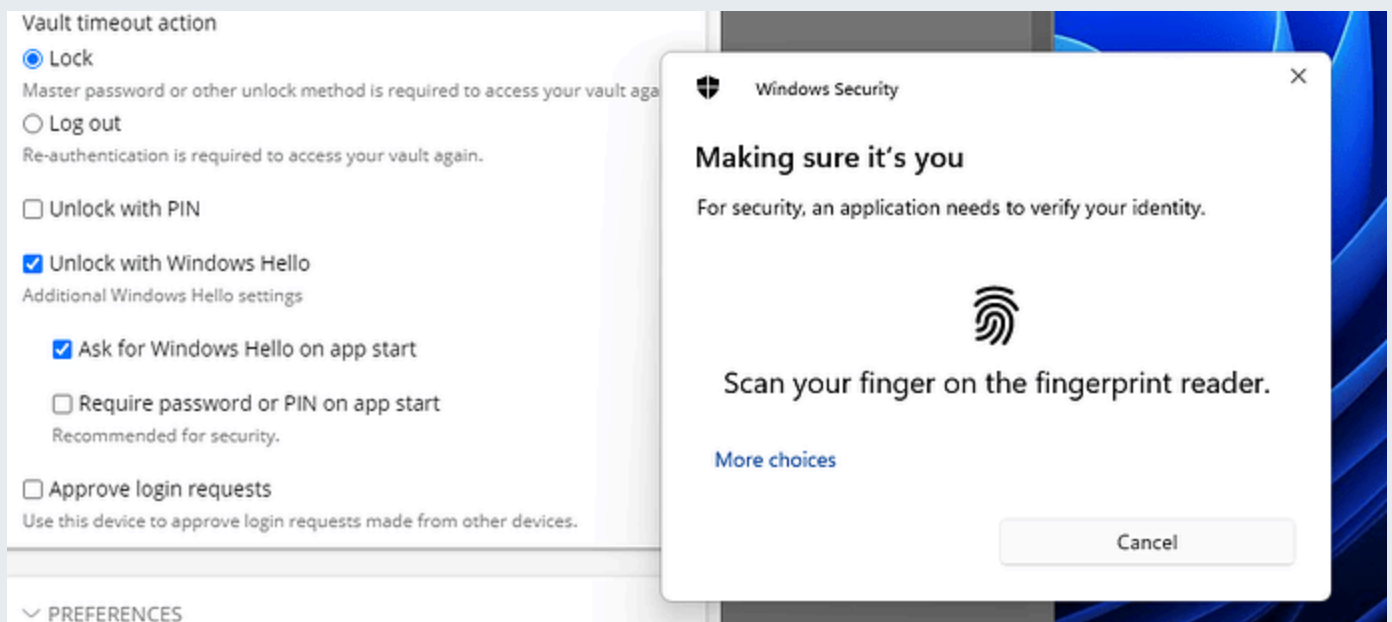 Vault timeout action
Lock
Master password or other unlock method is required to access your vault aga
Log out
Re-authentication is required to access your vault again.
Unlock with PIN
Unlock with Windows Hello
Additional Windows Hello settings
Ask for Windows Hello on app start
Require password or PIN on app start
Recommended for security.
Approve login requests
Use this device to approve login requests made from other devices.
PREFERENCES
Windows Security
Making sure it's you
For security, an application needs to verify your identity.
Scan your finger on the fingerprint reader.
More choices
Cancel